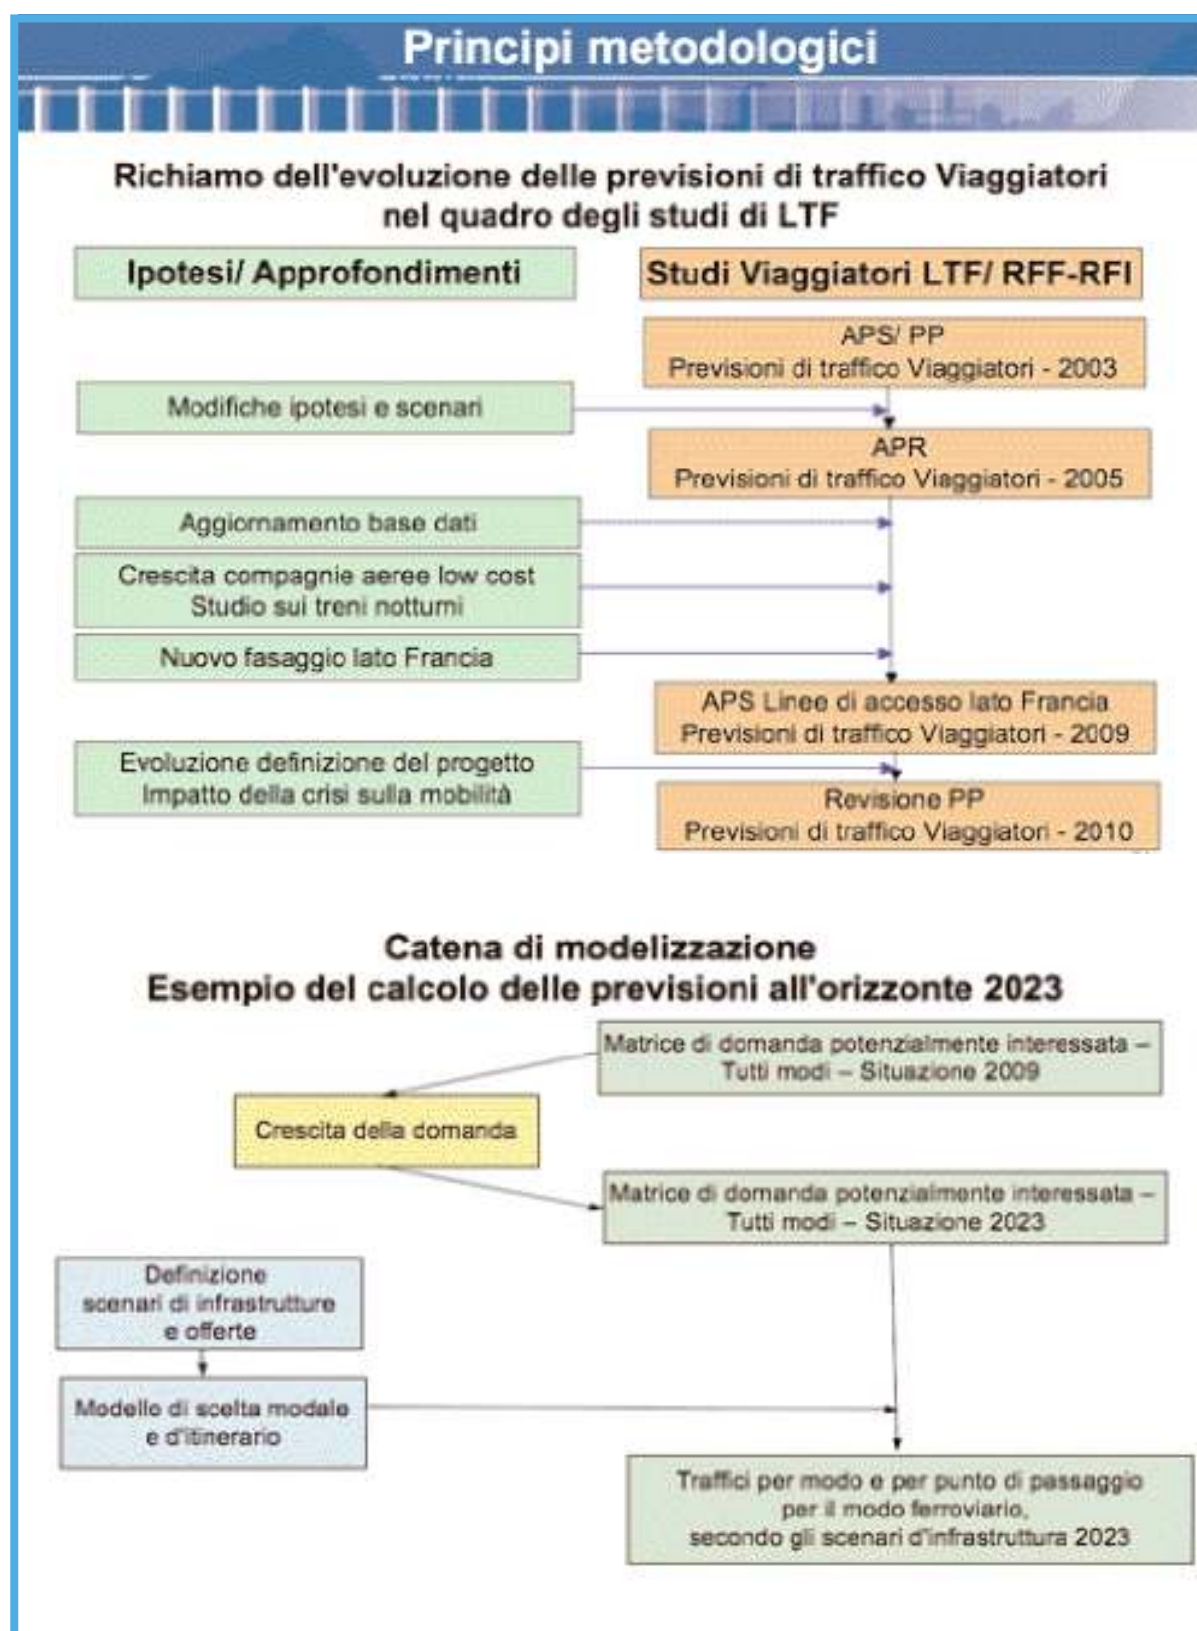 Principi metodologici
Richiamo dell'evoluzione delle previsioni di traffico Viaggiatori
nel quadro degli studi di LTF
Ipotesi/ Approfondimenti
Studi Viaggiatori LTF/ RFF-RFI
APS/ PP
Previsioni di traffico Viaggiatori - 2003
Modifiche ipotesi e scenari
APR
Previsioni di traffico Viaggiatori - 2005
Aggiornamento base dati
Crescita compagnie aeree low cost
Studio sui treni notturni
Nuovo fasaggio lato Francia
APS Linee di accesso lato Francia
Previsioni di traffico Viaggiatori - 2009
Evoluzione definizione del progetto
Impatto della crisi sulla mobilità
Revisione PP
Previsioni di traffico Viaggiatori - 2010
Catena di modelizzazione
Esempio del calcolo delle previsioni all'orizzonte 2023
Matrice di domanda potenzialmente interessata –
Tutti modi – Situazione 2009
Crescita della domanda
Matrice di domanda potenzialmente interessata –
Tutti modi – Situazione 2023
Definizione
scenari di infrastrutture
e offerte
Modello di scelta modale
e d'itinerario
Traffici per modo e per punto di passaggio
per il modo ferroviario,
secondo gli scenari d'infrastruttura 2023